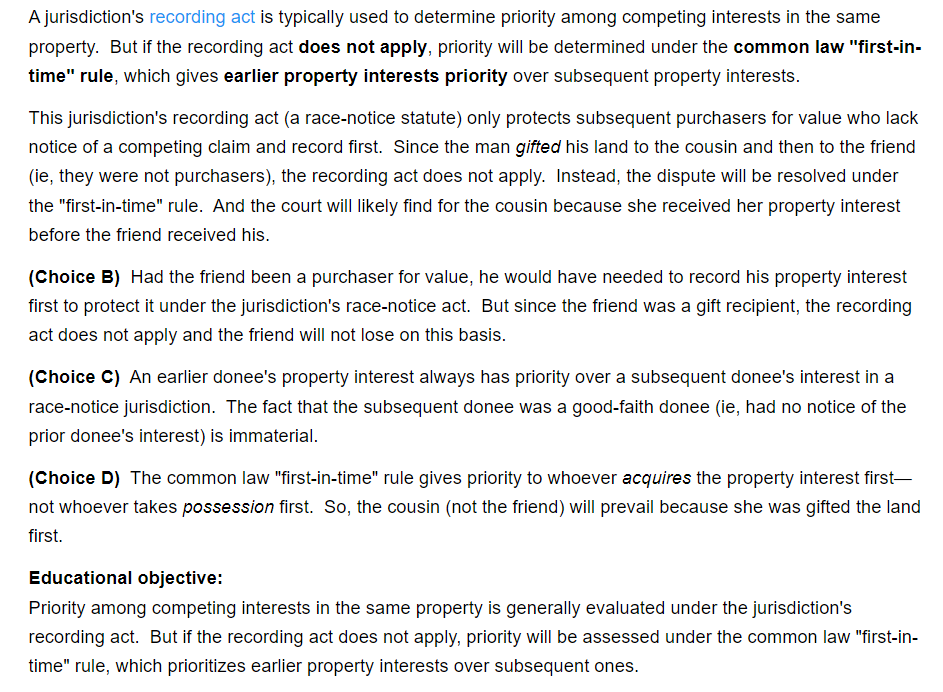 A jurisdiction's recording act is typically used to determine priority among competing interests in the same
property.  But if the recording act does not apply, priority will be determined under the common law "first-in-
time" rule, which gives earlier property interests priority over subsequent property interests.
This jurisdiction's recording act (a race-notice statute) only protects subsequent purchasers for value who lack
notice of a competing claim and record first.  Since the man gifted his land to the cousin and then to the friend
(ie, they were not purchasers), the recording act does not apply.  Instead, the dispute will be resolved under
the "first-in-time" rule.  And the court will likely find for the cousin because she received her property interest
before the friend received his.
(Choice B)  Had the friend been a purchaser for value, he would have needed to record his property interest
first to protect it under the jurisdiction's race-notice act.  But since the friend was a gift recipient, the recording
act does not apply and the friend will not lose on this basis.
(Choice C)  An earlier donee's property interest always has priority over a subsequent donee's interest in a
race-notice jurisdiction.  The fact that the subsequent donee was a good-faith donee (ie, had no notice of the
prior donee's interest) is immaterial.
(Choice D)  The common law "first-in-time" rule gives priority to whoever acquires the property interest first—
not whoever takes possession first.  So, the cousin (not the friend) will prevail because she was gifted the land
first.
Educational objective:
Priority among competing interests in the same property is generally evaluated under the jurisdiction's
recording act.  But if the recording act does not apply, priority will be assessed under the common law "first-in-
time" rule, which prioritizes earlier property interests over subsequent ones.